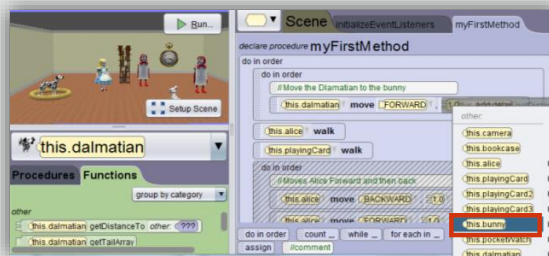 Run...
Setup Scene
this.dalmatian
Procedures Functions
group by category
other
this.dalmatian getDistanceTo other: ???
this.dalmatian getTailArray
Scene initializeEventListeners myFirstMethod
declare procedure myFirstMethod
do in order
do in order
//Move the Dlamatian to the bunny
this.dalmatian move FORWARD , 1.0 add detail
this.alice walk
this.playingCard walk
do in order
//Moves Alice Forward and then back
this.alice move BACKWARD , 1.0
this.alice move FORWARD , 1.0
do in order count _ while _ for each in _
assign //comment
other:
this.camera
this.bookcase
this.alice
this.playingCard
this.playingCard2
this.playingCard3
this.bunny
this.pocketWatch
this.dalmatian